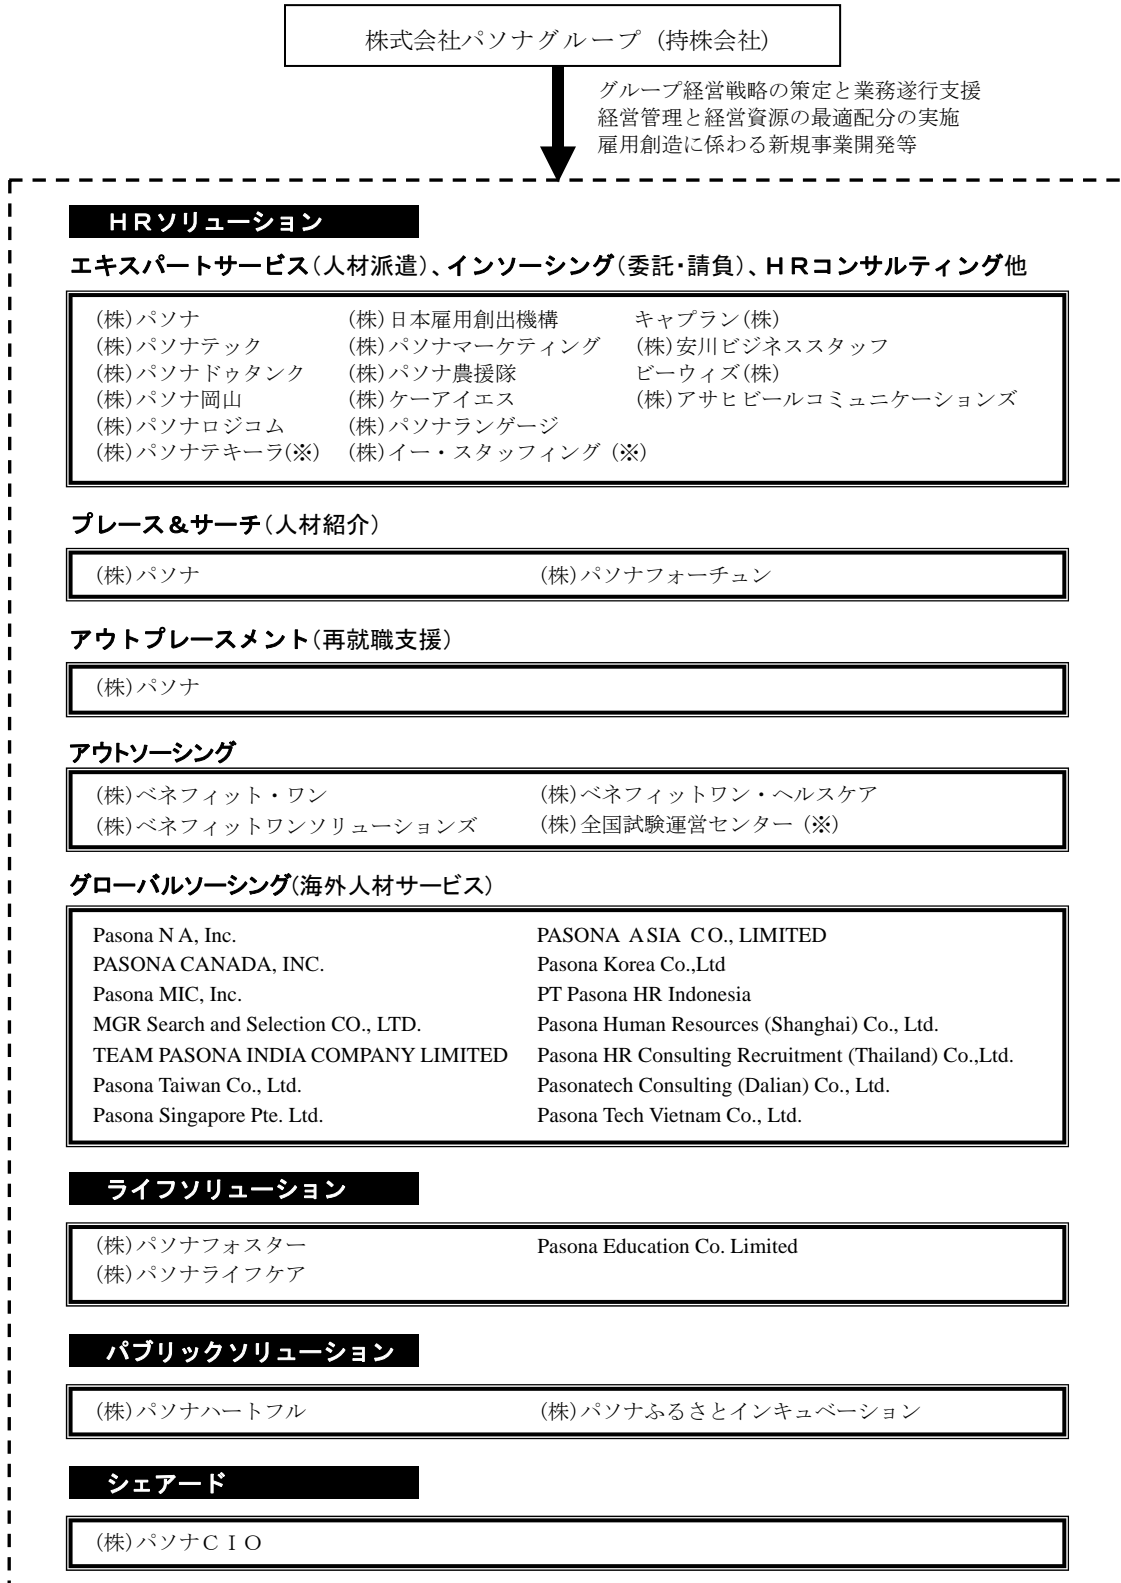 株式会社パソナグループ (持株会社)
グループ経営戦略の策定と業務遂行支援
経営管理と経営資源の最適配分の実施
雇用創造に係わる新規事業開発等
HRソリューション
エキスパートサービス(人材派遣)、インソーシング(委託・請負)、HRコンサルティング他
(株)パソナ (株)日本雇用創出機構 キャプラン(株)
(株)パソナテック (株)パソナマーケティング (株)安川ビジネススタッフ
(株)パソナドゥタンク (株)パソナ農援隊 ビーウィズ(株)
(株)パソナ岡山 (株)ケーアイエス (株)アサヒビールコミュニケーションズ
(株)パソナロジコム (株)パソナランゲージ
(株)パソナテキーラ(※) (株)イー・スタッフィング (※)
プレース&サーチ(人材紹介)
(株)パソナ (株)パソナフォーチュン
アウトプレースメント(再就職支援)
(株)パソナ
アウトソーシング
(株)ベネフィット・ワン (株)ベネフィットワン・ヘルスケア
(株)ベネフィットワンソリューションズ (株)全国試験運営センター (※)
グローバルソーシング(海外人材サービス)
Pasona N A, Inc. PASONA ASIA CO., LIMITED
PASONA CANADA, INC. Pasona Korea Co.,Ltd
Pasona MIC, Inc. PT Pasona HR Indonesia
MGR Search and Selection CO., LTD. Pasona Human Resources (Shanghai) Co., Ltd.
TEAM PASONA INDIA COMPANY LIMITED Pasona HR Consulting Recruitment (Thailand) Co.,Ltd.
Pasona Taiwan Co., Ltd. Pasonatech Consulting (Dalian) Co., Ltd.
Pasona Singapore Pte. Ltd. Pasona Tech Vietnam Co., Ltd.
ライフソリューション
(株)パソナフォスター Pasona Education Co. Limited
(株)パソナライフケア
パブリックソリューション
(株)パソナハートフル (株)パソナふるさとインキュベーション
シェアード
(株)パソナCIO